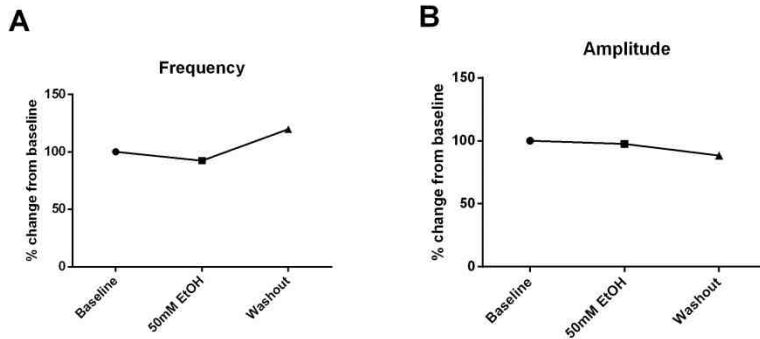 A
Frequency
% change from baseline
150
100
50
0
Baseline
50mM EtOH
Washout
B
Amplitude
% change from baseline
150
100
50
0
Baseline
50mM EtOH
Washout